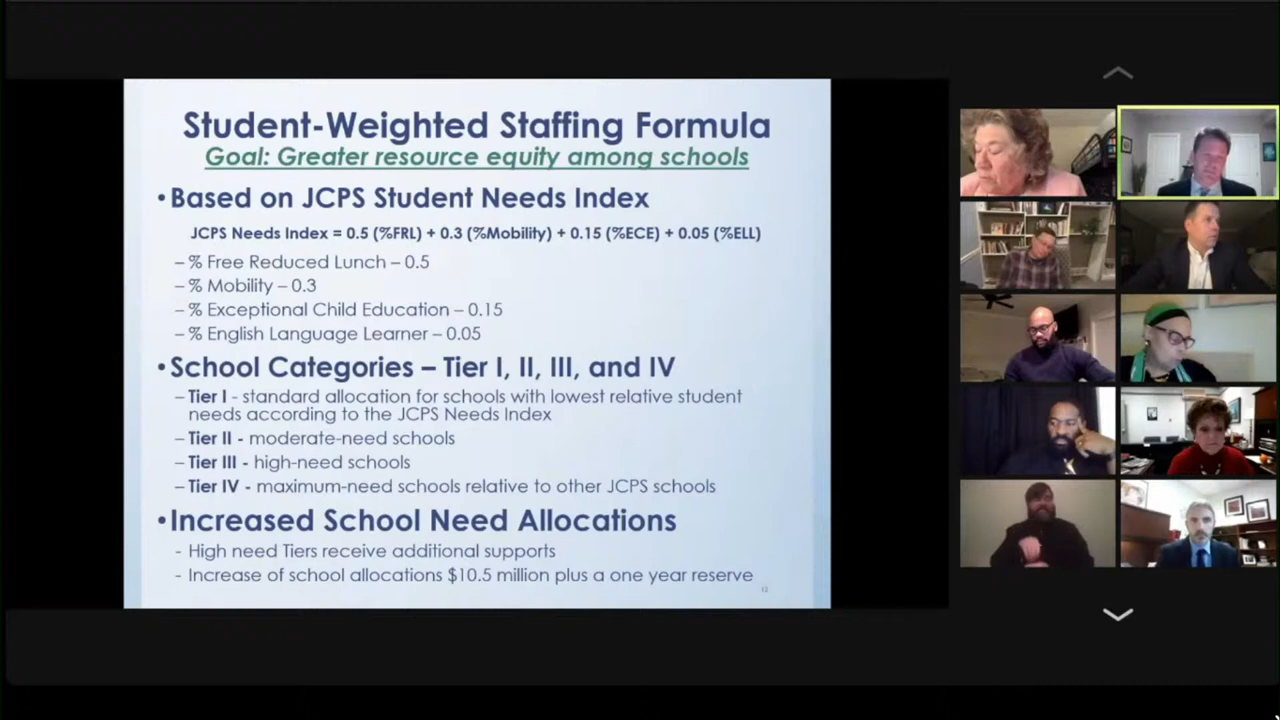 Student-Weighted Staffing Formula
Goal: Greater resource equity among schools
•Based on JCPS Student Needs Index
JCPS Needs Index = 0.5 (%FRL) + 0.3 (%Mobility) + 0.15 (%ECE) + 0.05 (%ELL)
– % Free Reduced Lunch – 0.5
– % Mobility – 0.3
– % Exceptional Child Education – 0.15
– % English Language Learner – 0.05
•School Categories – Tier I, II, III, and IV
– Tier I - standard allocation for schools with lowest relative student
needs according to the JCPS Needs Index
– Tier II - moderate-need schools
– Tier III - high-need schools
– Tier IV - maximum-need schools relative to other JCPS schools
•Increased School Need Allocations
- High need Tiers receive additional supports
- Increase of school allocations $10.5 million plus a one year reserve
12